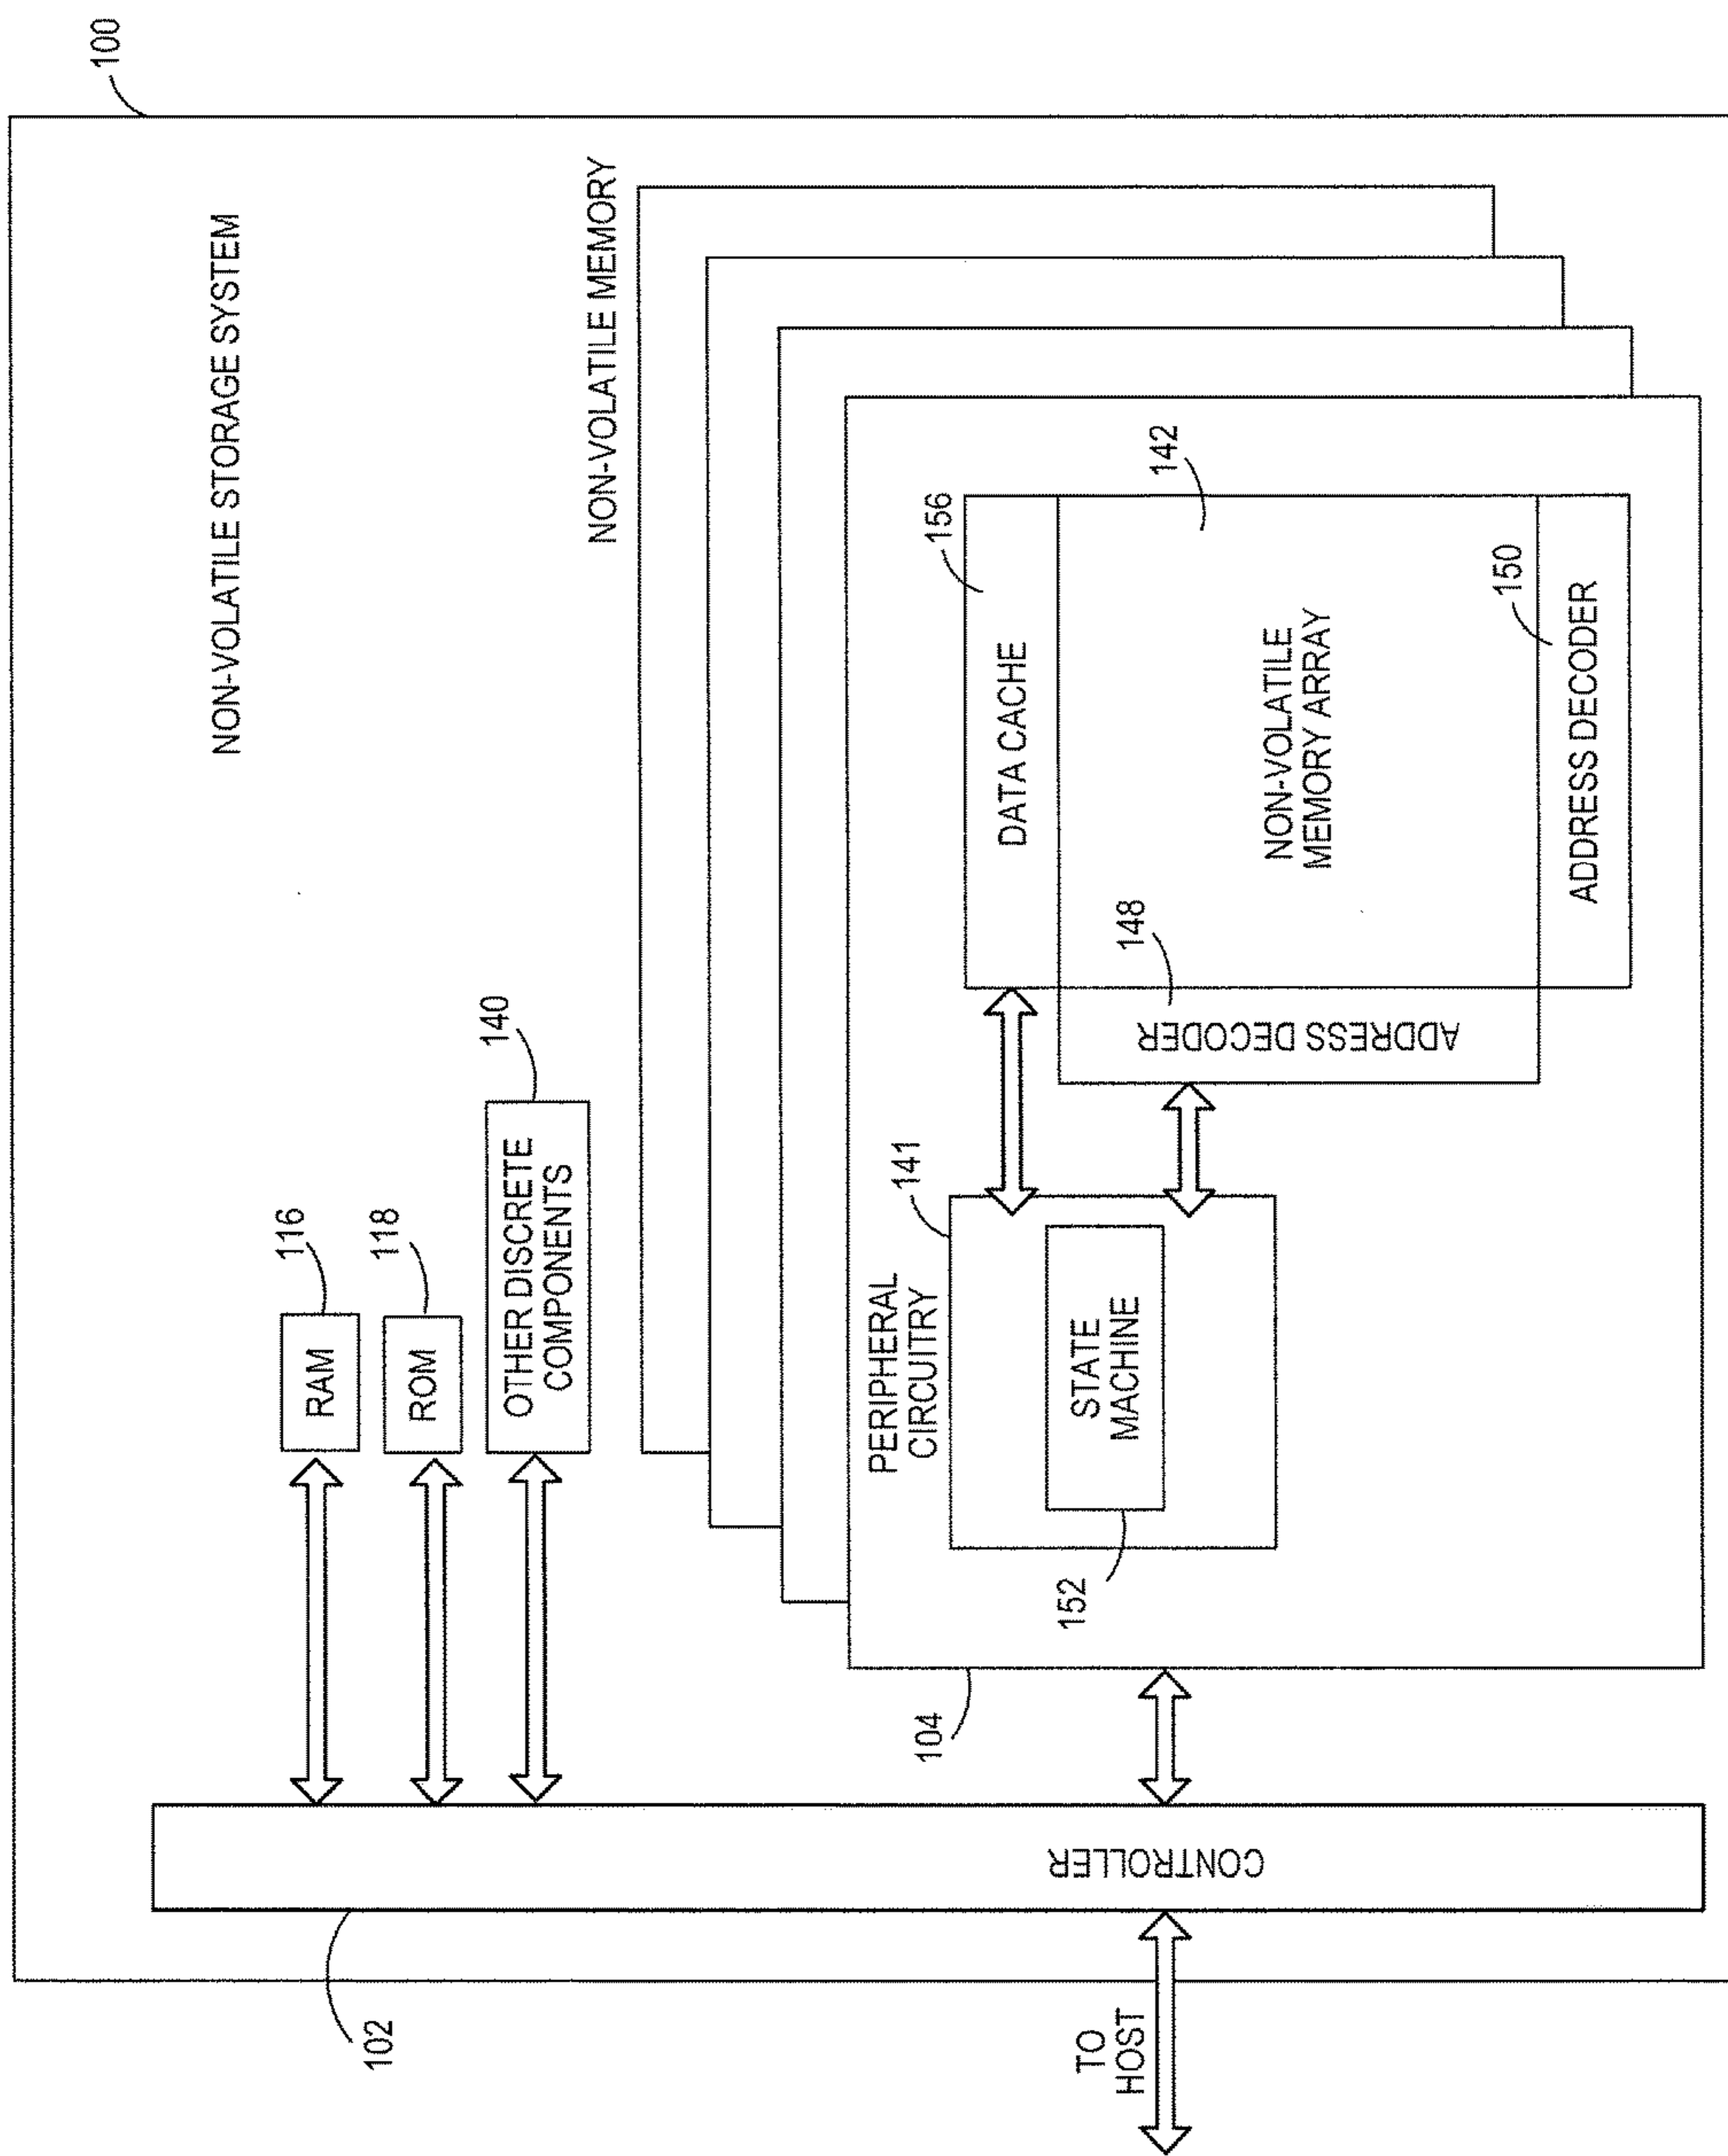 100
NON-VOLATILE STORAGE SYSTEM
116
RAM
118
ROM
140
OTHER DISCRETE
COMPONENTS
NON-VOLATILE MEMORY
102
CONTROLLER
TO
HOST
104
PERIPHERAL
CIRCUITRY
141
STATE
MACHINE
152
DATA CACHE
156
ADDRESS DECODER
148
NON-VOLATILE
MEMORY ARRAY
142
ADDRESS DECODER
150